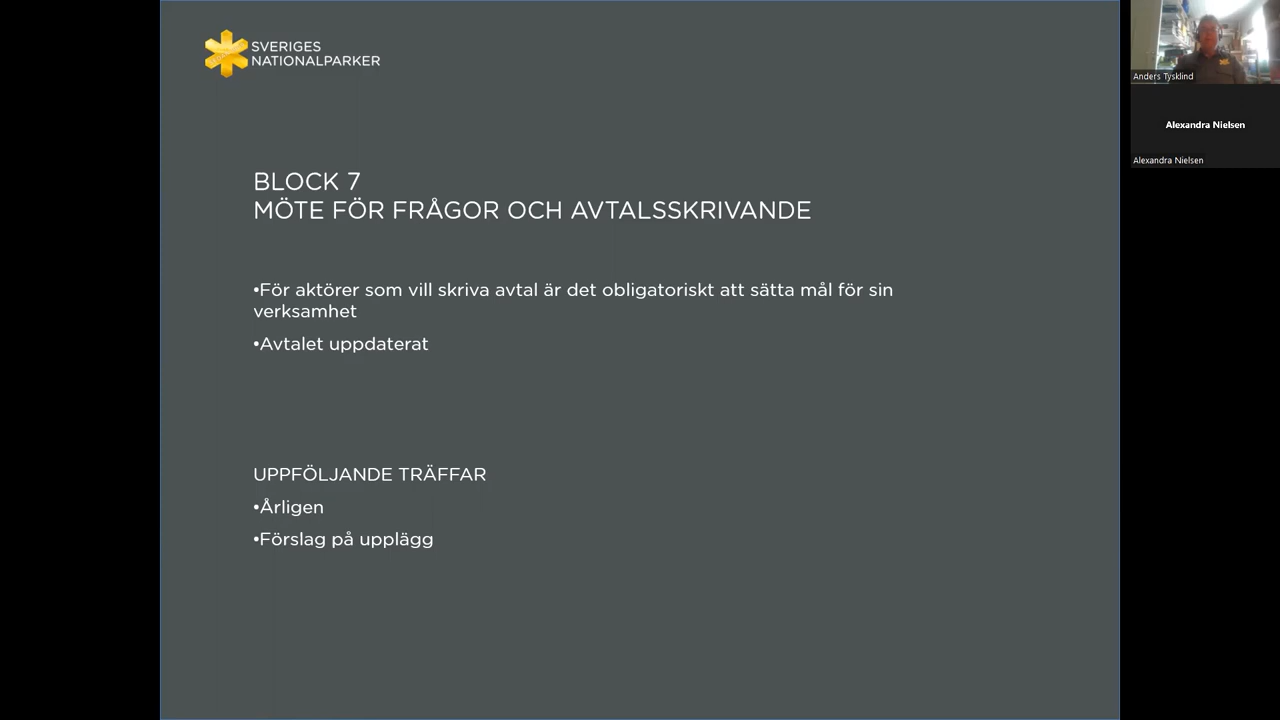 SVERIGES
NATIONALPARKER
BLOCK 7
MÖTE FÖR FRÅGOR OCH AVTALSSKRIVANDE
•För aktörer som vill skriva avtal är det obligatoriskt att sätta mål för sin
verksamhet
•Avtalet uppdaterat
UPPFÖLJANDE TRÄFFAR
•Årligen
•Förslag på upplägg
Anders Tysklind
Alexandra Nielsen
Alexandra Nielsen